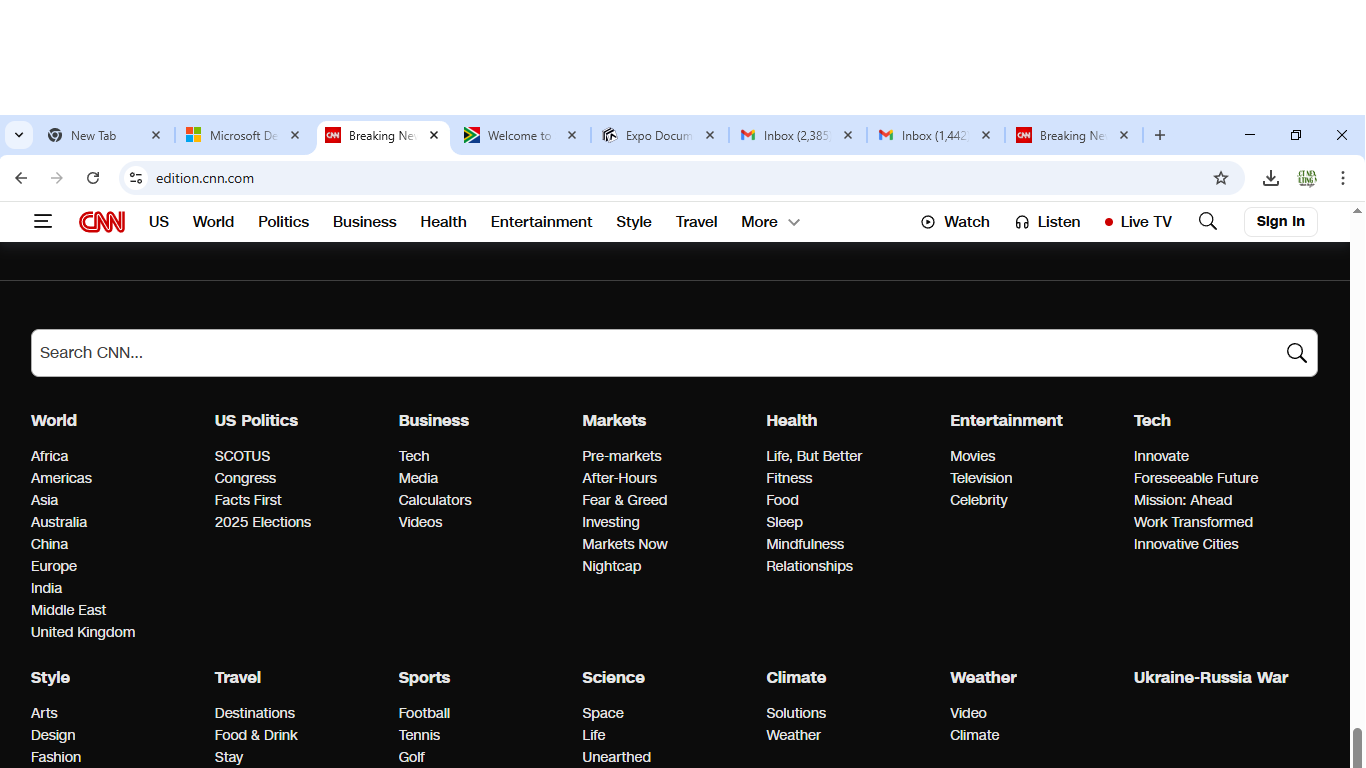 New Tab
Microsoft De
Breaking Nev
Welcome to
Expo Docum
Inbox (2,385)
Inbox (1,442)
Breaking Nev
edition.cnn.com
CNN US World Politics Business Health Entertainment Style Travel More Watch Listen Live TV Sign in
Search CNN...
World US Politics Business Markets Health Entertainment Tech
Africa SCOTUS Tech Pre-markets Life, But Better Movies Innovate
Americas Congress Media After-Hours Fitness Television Foreseeable Future
Asia Facts First Calculators Fear & Greed Food Celebrity Mission: Ahead
Australia 2025 Elections Videos Investing Sleep Work Transformed
China Markets Now Mindfulness Innovative Cities
Europe Nightcap Relationships
India
Middle East
United Kingdom
Style Travel Sports Science Climate Weather Ukraine-Russia War
Arts Destinations Football Space Solutions Video
Design Food & Drink Tennis Life Weather Climate
Fashion Stay Golf Unearthed